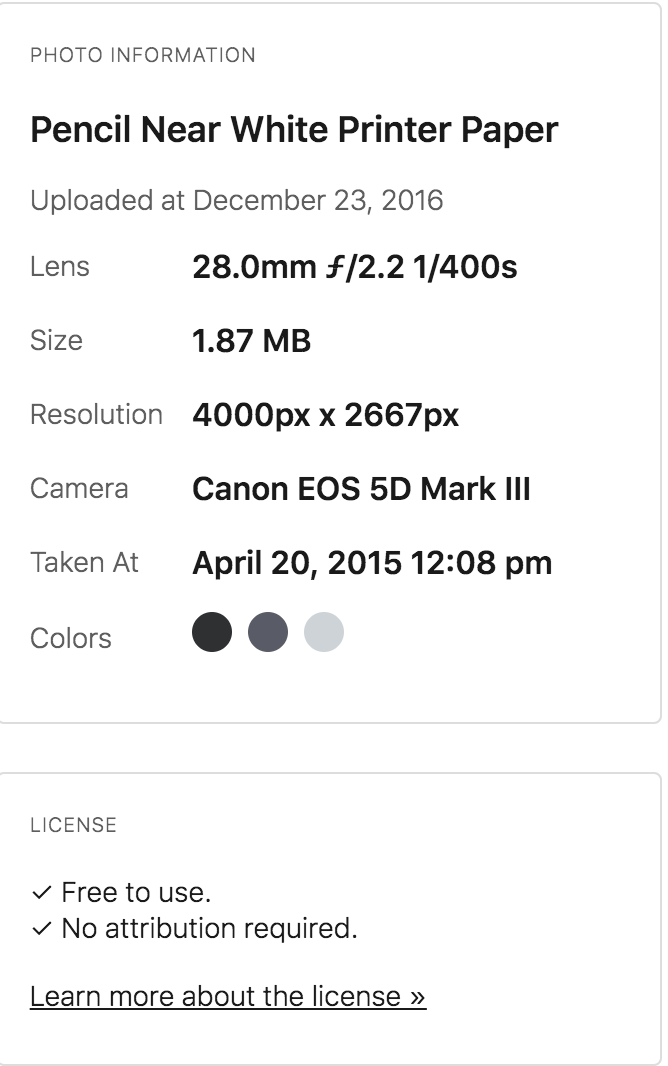 PHOTO INFORMATION
Pencil Near White Printer Paper
Uploaded at December 23, 2016
Lens 28.0mm ƒ/2.2 1/400s
Size 1.87 MB
Resolution 4000px x 2667px
Camera Canon EOS 5D Mark III
Taken At April 20, 2015 12:08 pm
Colors
LICENSE
✓ Free to use.
✓ No attribution required.
Learn more about the license »